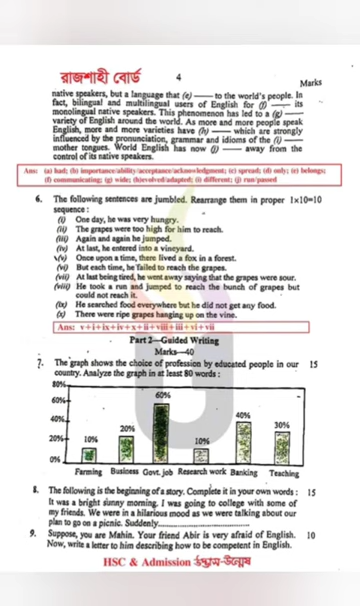 রাজশাহী বোর্ড 4 Marks
native speakers, but a language that (e) —— to the world's people. In
fact, bilingual and multilingual users of English for (f) —— its
monolingual native speakers. This phenomenon has led to a (g) ——
variety of English around the world. As more and more people speak
English, more and more varieties have (h) —— which are strongly
influenced by the pronunciation, grammar and idioms of the (i) ——
mother tongues. World English has now (j) —— away from the
control of its native speakers.
Ans: (a) had; (b) importance/ability/acceptance/acknowledgment; (c) spread; (d) only; (e) belongs;
(f) communicating; (g) wide; (h)evolved/adapted; (i) different; (j) run/passed
6. The following sentences are jumbled. Rearrange them in proper 1×10=10
sequence :
(i) One day, he was very hungry.
(ii) The grapes were too high for him to reach.
(iii) Again and again he jumped.
(iv) At last, he entered into a vineyard.
(v) Once upon a time, there lived a fox in a forest.
(vi) But each time, he failed to reach the grapes.
(vii) At last being tired, he went away saying that the grapes were sour.
(viii) He took a run and jumped to reach the bunch of grapes but
could not reach it.
(ix) He searched food everywhere but he did not get any food.
(x) There were ripe grapes hanging up on the vine.
Ans: v+i+ix+iv+x+ii+viii+iii+vi+vii
Part 2—Guided Writing
Marks—40
7. The graph shows the choice of profession by educated people in our 15
country. Analyze the graph in at least 80 words :
80%
60%
40%
20%
0%
10% 20% 60% 10% 40% 30%
Farming Business Govt. job Research work Banking Teaching
8. The following is the beginning of a story. Complete it in your own words : 15
It was a bright sunny morning. I was going to college with some of
my friends. We were in a hilarious mood as we were talking about our
plan to go on a picnic. Suddenly..............................
9. Suppose, you are Mahin. Your friend Abir is very afraid of English. 10
Now, write a letter to him describing how to be competent in English.
HSC & Admission উদ্ভাস-উন্মেষ